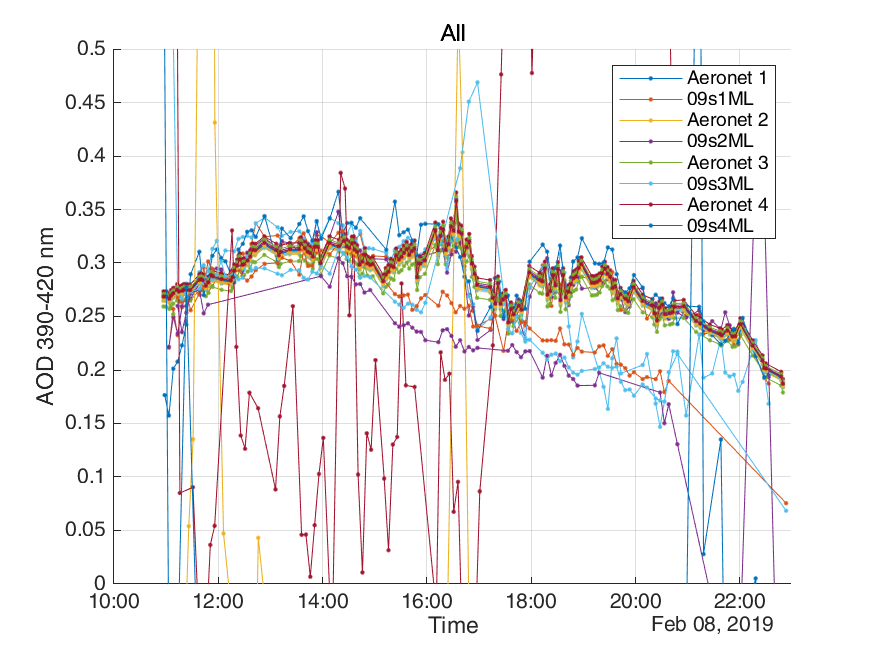 All
0.5
0.45
0.4
0.35
0.3
0.25
0.2
0.15
0.1
0.05
0
AOD 390-420 nm
Aeronet 1
09s1ML
Aeronet 2
09s2ML
Aeronet 3
09s3ML
Aeronet 4
09s4ML
10:00 12:00 14:00 16:00 18:00 20:00 22:00
Time
Feb 08, 2019